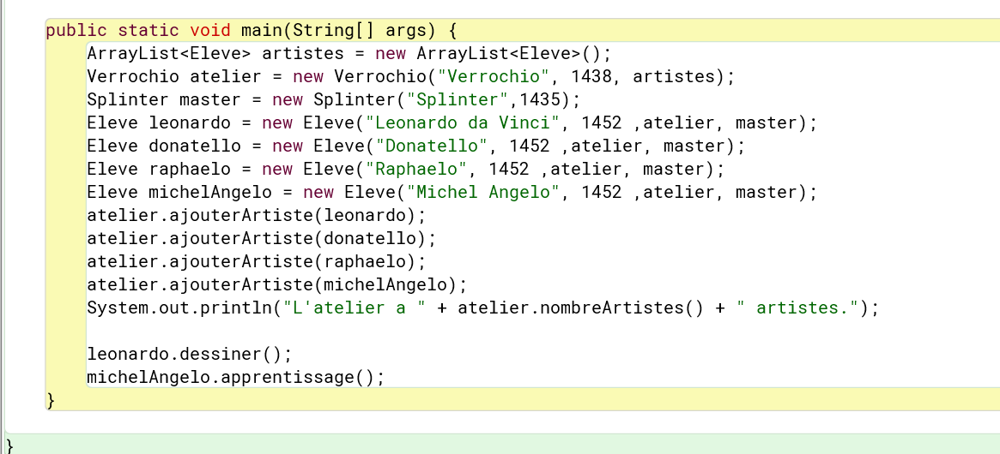 public static void main(String[] args) {
ArrayList<Eleve> artistes = new ArrayList<Eleve>();
Verrochio atelier = new Verrochio("Verrochio", 1438, artistes);
Splinter master = new Splinter("Splinter",1435);
Eleve leonardo = new Eleve("Leonardo da Vinci", 1452 ,atelier, master);
Eleve donatello = new Eleve("Donatello", 1452 ,atelier, master);
Eleve raphaelo = new Eleve("Raphaelo", 1452 ,atelier, master);
Eleve michelAngelo = new Eleve("Michel Angelo", 1452 ,atelier, master);
atelier.ajouterArtiste(leonardo);
atelier.ajouterArtiste(donatello);
atelier.ajouterArtiste(raphaelo);
atelier.ajouterArtiste(michelAngelo);
System.out.println("L'atelier a " + atelier.nombreArtistes() + " artistes.");
leonardo.dessiner();
michelAngelo.apprentissage();
}
}